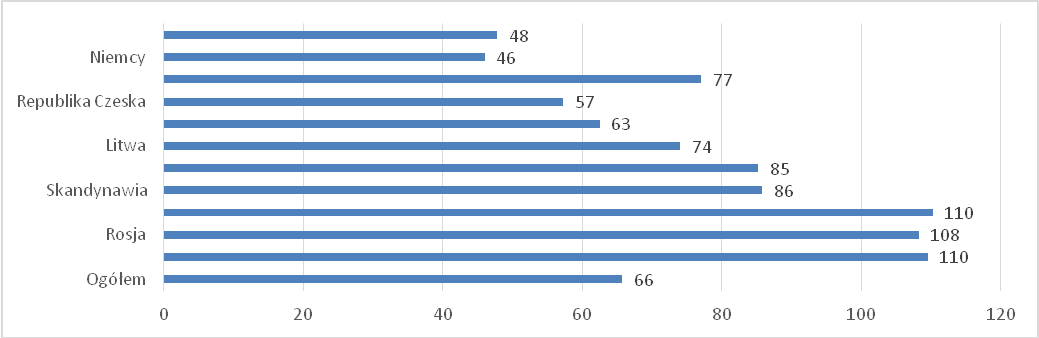 48
Niemcy 46
77
Republika Czeska 57
63
Litwa 74
85
Skandynawia 86
110
Rosja 108
110
Ogółem 66
0 20 40 60 80 100 120